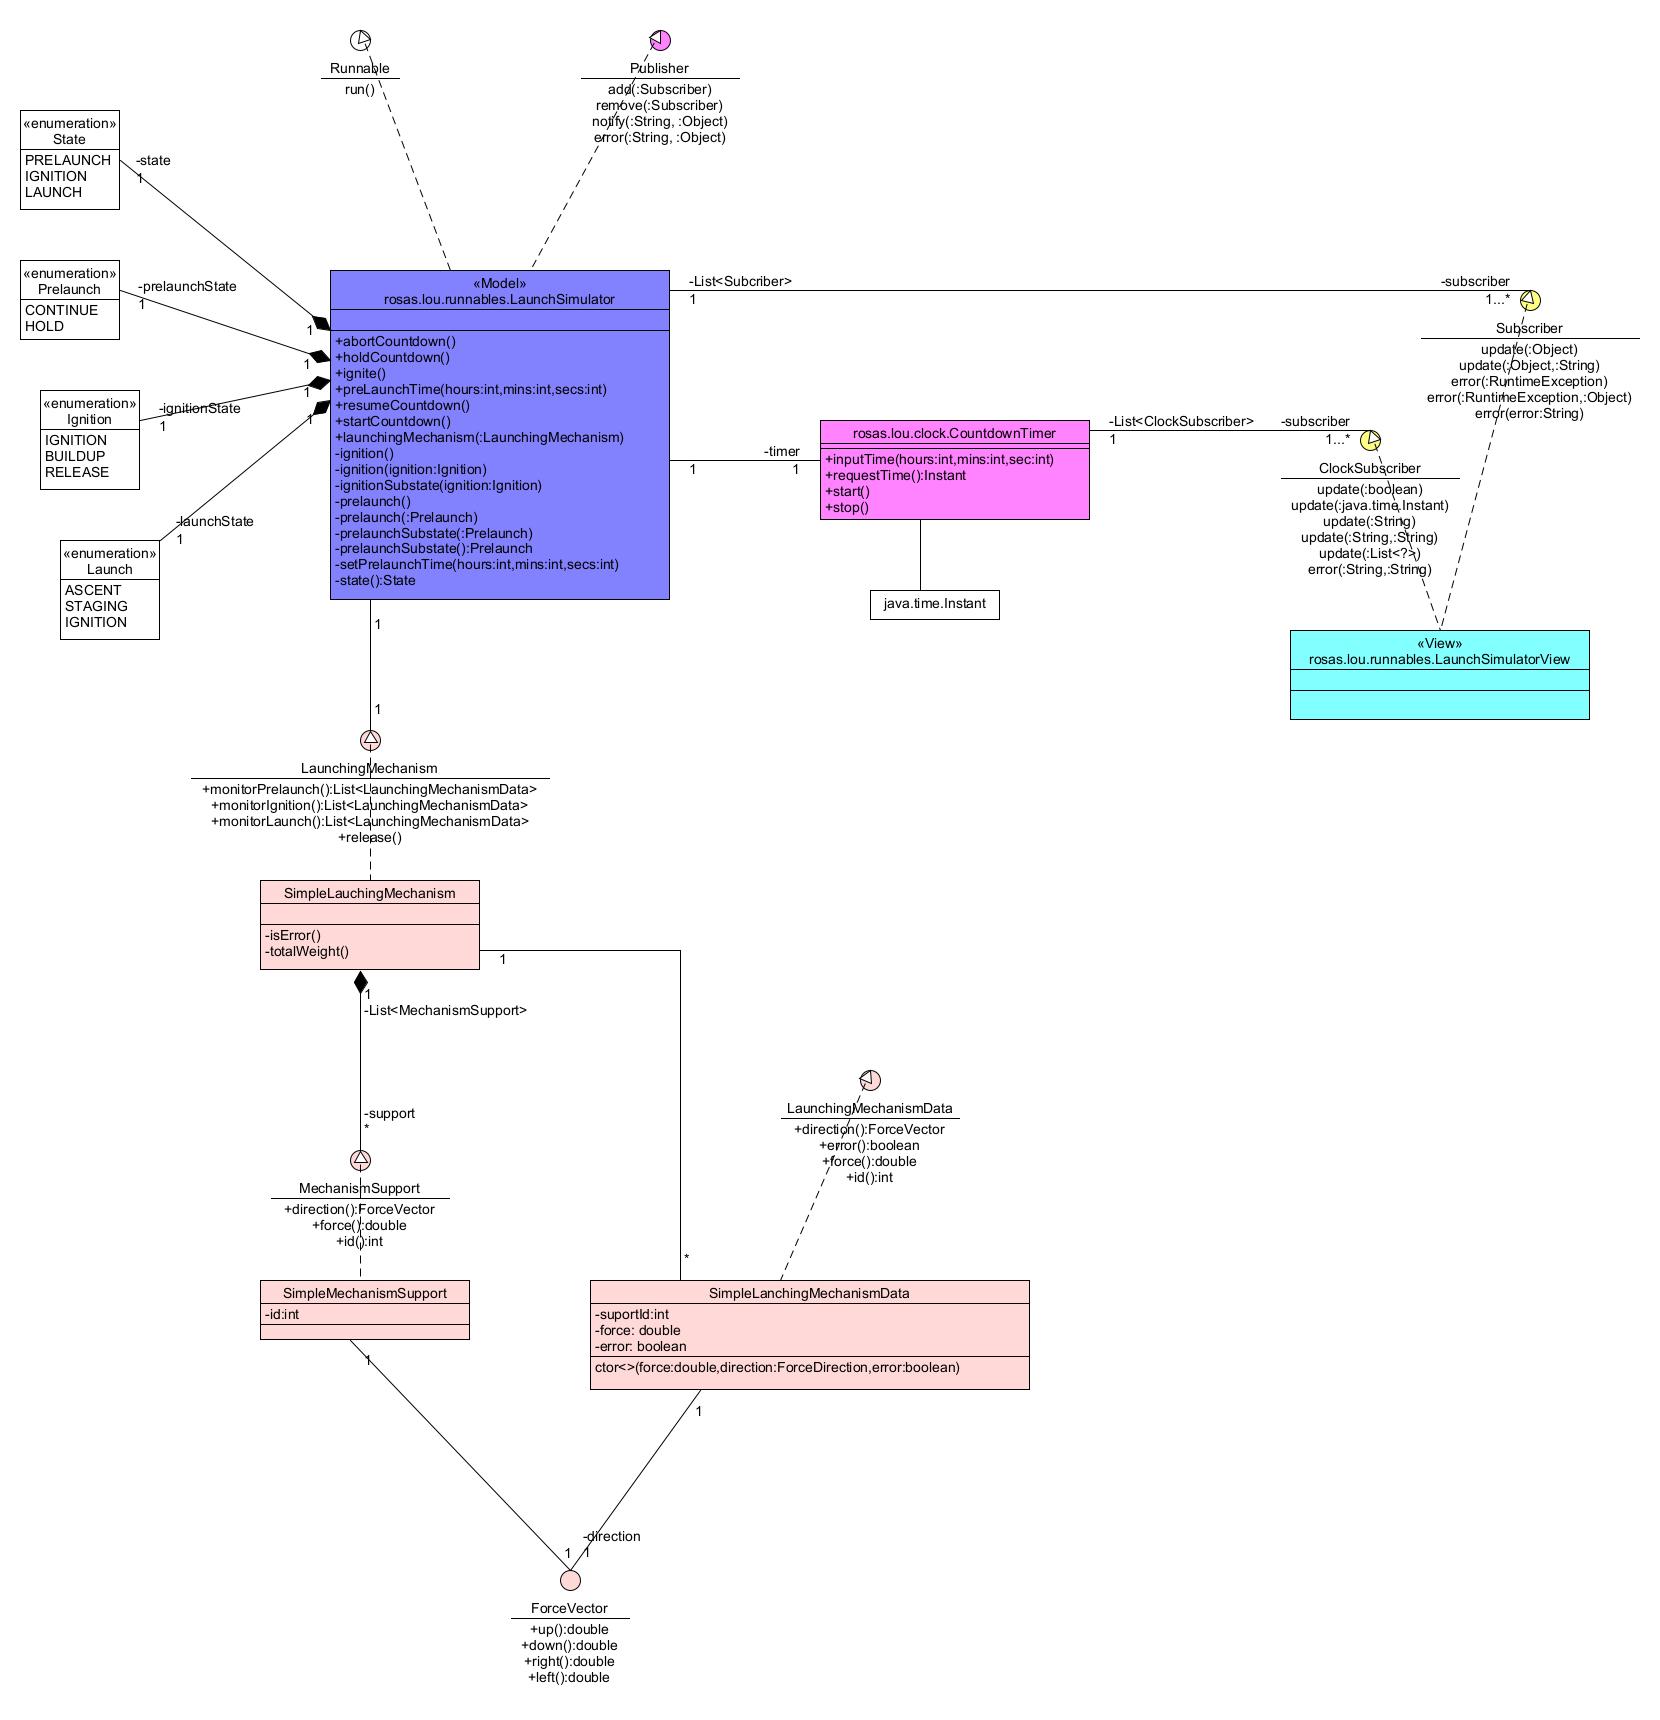 Runnable
run()
Publisher
add(:Subscriber)
remove(:Subscriber)
notify(:String, :Object)
error(:String, :Object)
«enumeration»
State
PRELAUNCH
IGNITION
LAUNCH
-state
1
1
«enumeration»
Prelaunch
CONTINUE
HOLD
-prelaunchState
1
1
«enumeration»
Ignition
IGNITION
BUILDUP
RELEASE
-ignitionState
1
1
«enumeration»
Launch
ASCENT
STAGING
IGNITION
-launchState
1
1
«Model»
rosas.lou.runnables.LaunchSimulator
+abortCountdown()
+holdCountdown()
+ignite()
+preLaunchTime(hours:int,mins:int,secs:int)
+resumeCountdown()
+startCountdown()
+launchingMechanism(:LaunchingMechanism)
-ignition()
-ignition(ignition:Ignition)
-ignitionSubstate(ignition:Ignition)
-prelaunch()
-prelaunch(:Prelaunch)
-prelaunchSubstate(:Prelaunch)
-prelaunchSubstate():Prelaunch
-setPrelaunchTime(hours:int,mins:int,secs:int)
-state():State
-List<Subcriber>
1
-subscriber
1...*
Subscriber
update(:Object)
update(:Object,:String)
error(:RuntimeException)
error(:RuntimeException,:Object)
error(error:String)
-timer
1
1
rosas.lou.clock.CountdownTimer
+inputTime(hours:int,mins:int,sec:int)
+requestTime():Instant
+start()
+stop()
java.time.Instant
-List<ClockSubscriber>
1
-subscriber
1...*
ClockSubscriber
update(:boolean)
update(:java.time.Instant)
update(:String)
update(:String,:String)
update(:List<?>)
error(:String,:String)
«View»
rosas.lou.runnables.LaunchSimulatorView
1
1
LaunchingMechanism
+monitorPrelaunch():List<LaunchingMechanismData>
+monitorIgnition():List<LaunchingMechanismData>
+monitorLaunch():List<LaunchingMechanismData>
+release()
SimpleLauchingMechanism
-isError()
-totalWeight()
1
1
-List<MechanismSupport>
-support
*
MechanismSupport
+direction():ForceVector
+force():double
+id():int
SimpleMechanismSupport
-id:int
1
LaunchingMechanismData
+direction():ForceVector
+error():boolean
+force():double
+id():int
*
SimpleLanchingMechanismData
-suportId:int
-force: double
-error: boolean
ctor<>(force:double,direction:ForceDirection,error:boolean)
1
-direction
1
1
ForceVector
+up():double
+down():double
+right():double
+left():double